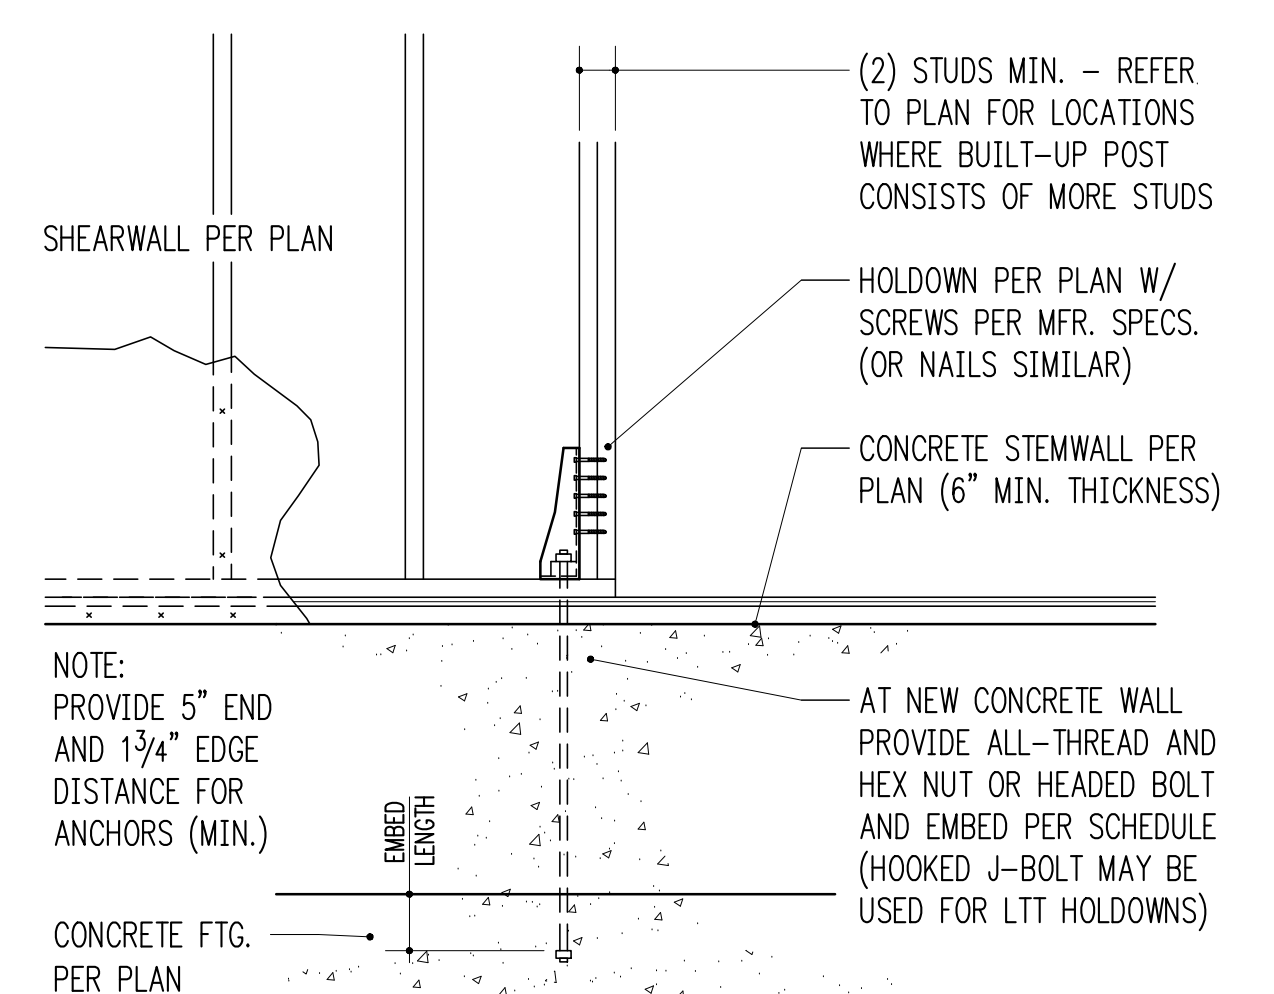 (2) STUDS MIN. – REFER
TO PLAN FOR LOCATIONS
WHERE BUILT–UP POST
CONSISTS OF MORE STUDS
SHEARWALL PER PLAN
HOLDOWN PER PLAN W/
SCREWS PER MFR. SPECS.
(OR NAILS SIMILAR)
CONCRETE STEMWALL PER
PLAN (6" MIN. THICKNESS)
NOTE:
PROVIDE 5" END
AND 1 3/4" EDGE
DISTANCE FOR
ANCHORS (MIN.)
AT NEW CONCRETE WALL
PROVIDE ALL–THREAD AND
HEX NUT OR HEADED BOLT
AND EMBED PER SCHEDULE
(HOOKED J–BOLT MAY BE
USED FOR LTT HOLDOWNS)
EMBED
LENGTH
CONCRETE FTG.
PER PLAN